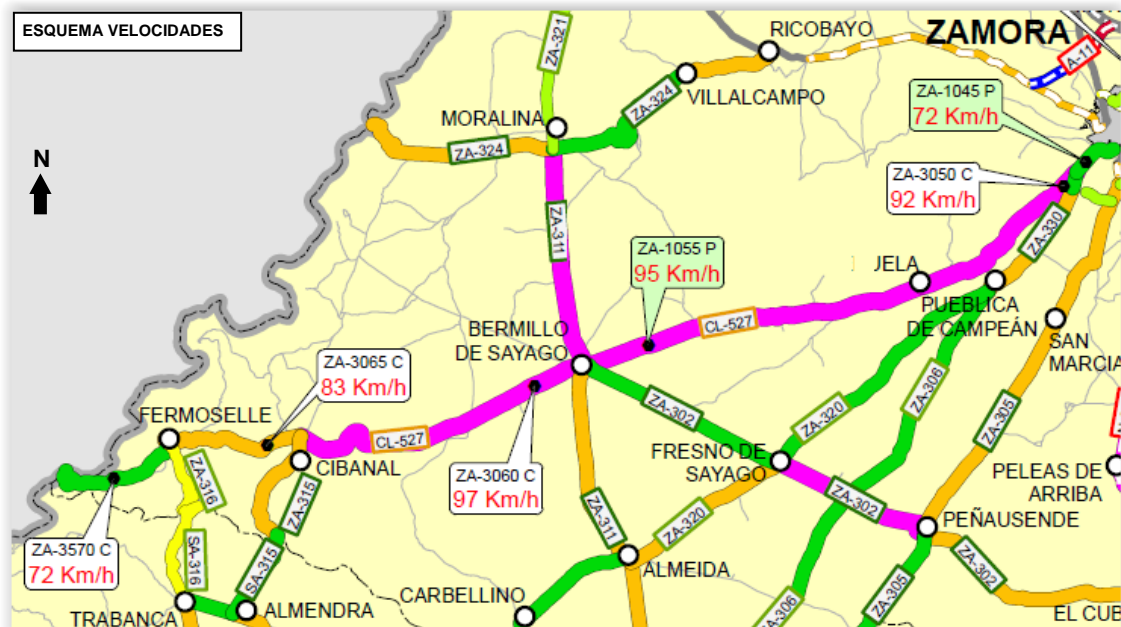 ESQUEMA VELOCIDADES
ZA-321
RICOBAYO
ZAMORA
A-11
ZA-324
VILLALCAMPO
ZA-1045 P
72 Km/h
MORALINA
ZA-324
N
ZA-3050 C
92 Km/h
ZA-311
ZA-330
ZA-1055 P
95 Km/h
JELA
PUEBLICA
DE CAMPEÁN
CL-527
BERMILLO
DE SAYAGO
SAN
MARCIA
ZA-3065 C
83 Km/h
ZA-306
ZA-302
ZA-320
ZA-305
FERMOSELLE
CL-527
CIBANAL
ZA-3060 C
97 Km/h
FRESNO DE
SAYAGO
PELEAS DE
ARRIBA
ZA-316
ZA-315
ZA-302
ZA-311
ZA-320
PEÑAUSENDE
ZA-3570 C
72 Km/h
SA-316
SA-315
ALMEIDA
ZA-302
ZA-305
CARBELLINO
ZA-306
TRABANCA
ALMENDRA
EL CUB